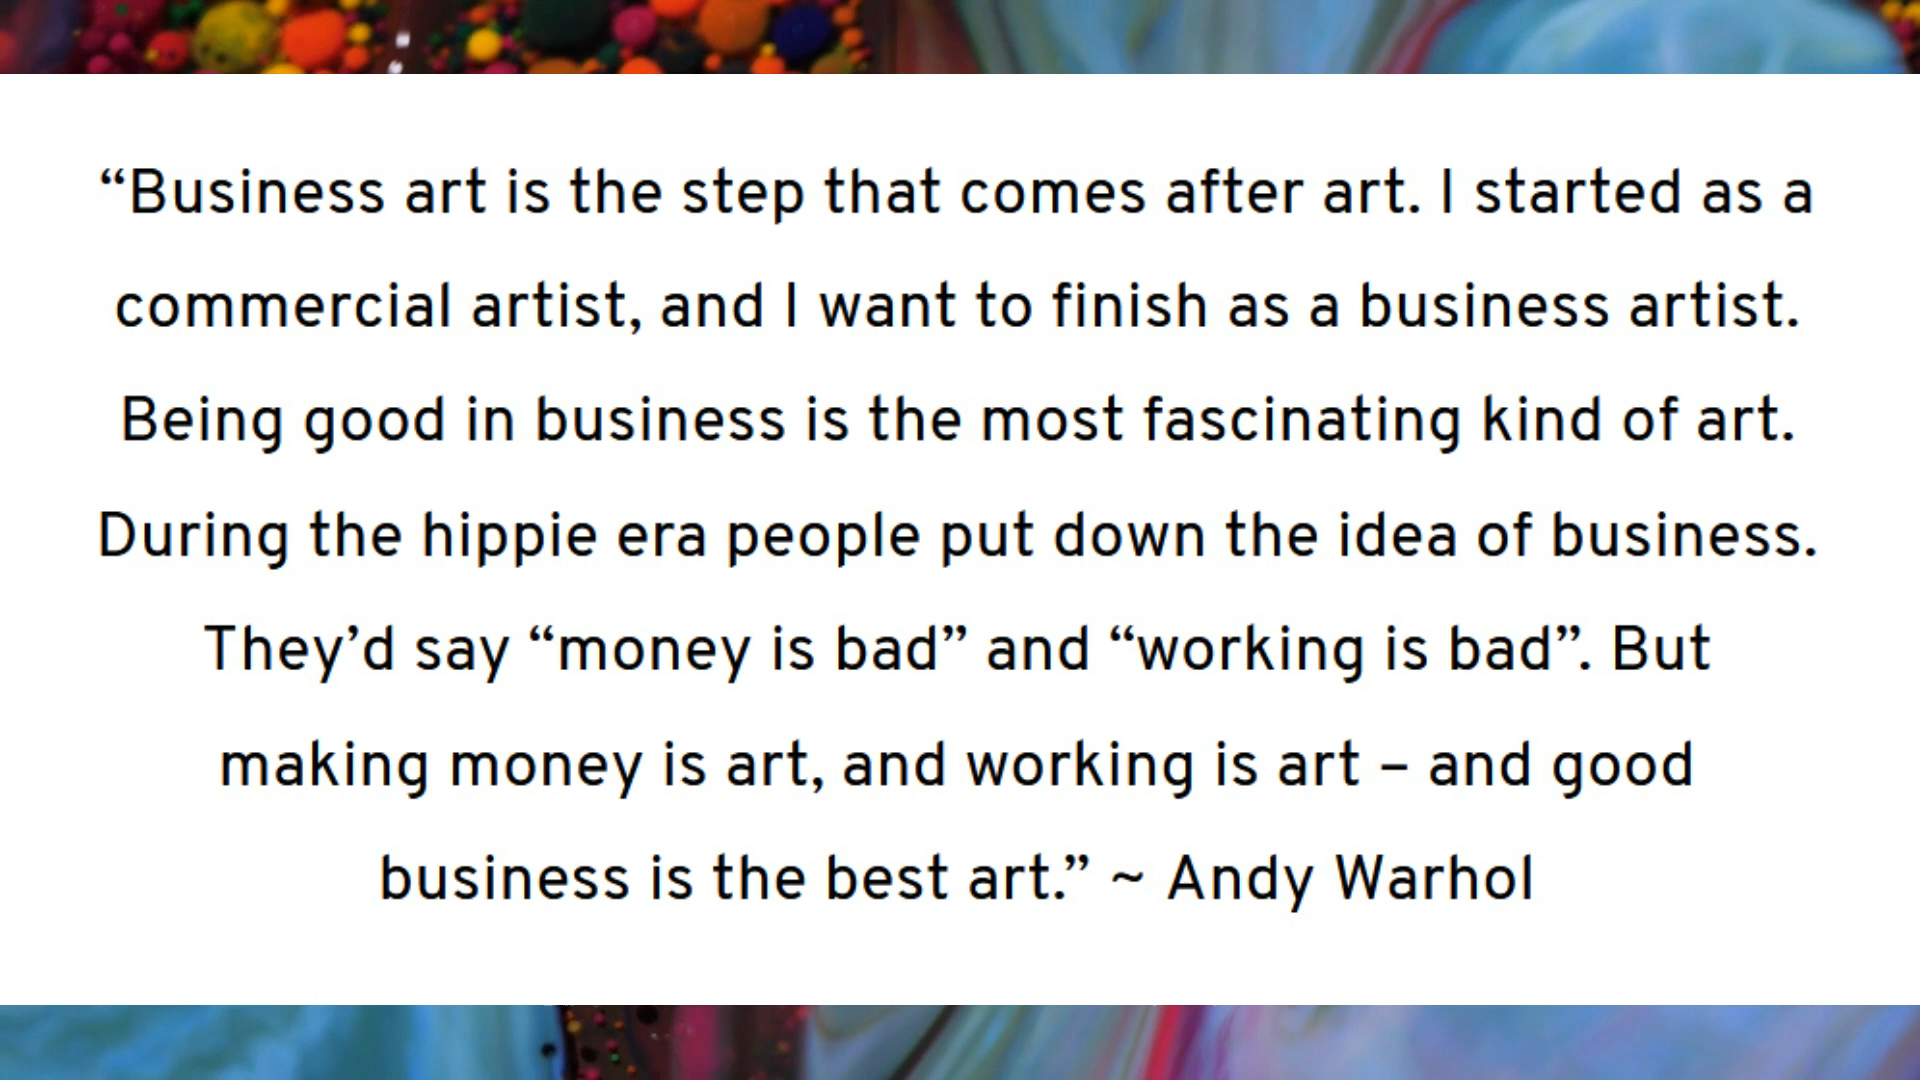 “Business art is the step that comes after art. I started as a
commercial artist, and I want to finish as a business artist.
Being good in business is the most fascinating kind of art.
During the hippie era people put down the idea of business.
They’d say “money is bad” and “working is bad”. But
making money is art, and working is art – and good
business is the best art.” ~ Andy Warhol